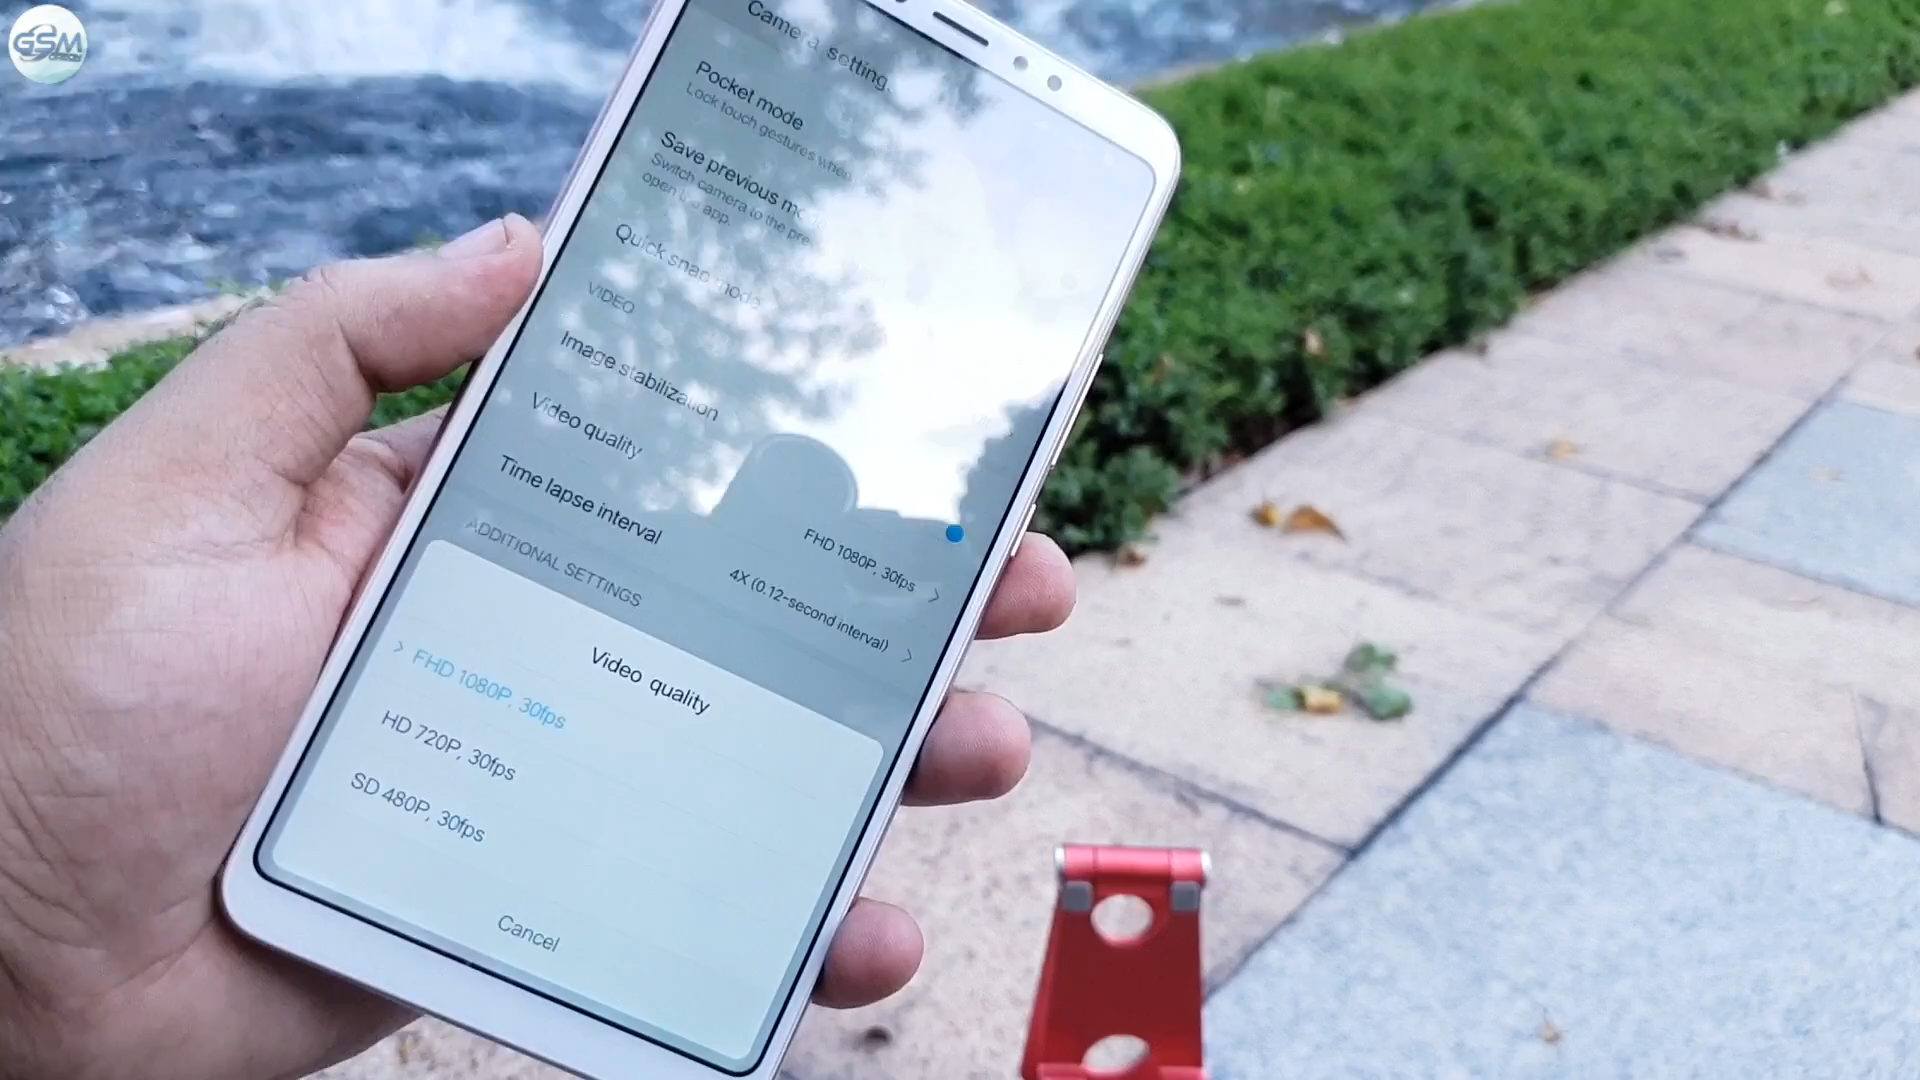 GSM
Camera setting
Pocket mode
Lock touch gestures when
Save previous
Switch camera to the
open app.
Quick snap mode
VIDEO
Image stabilization
Video quality
FHD 1080P, 30fps
Time lapse interval
4X (0.12-second interval)
ADDITIONAL SETTINGS
Video quality
FHD 1080P, 30fps
HD 720P, 30fps
SD 480P, 30fps
Cancel